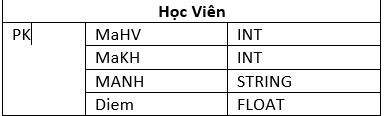 Học Viên
PK MaHV INT
MaKH INT
MANH STRING
Diem FLOAT